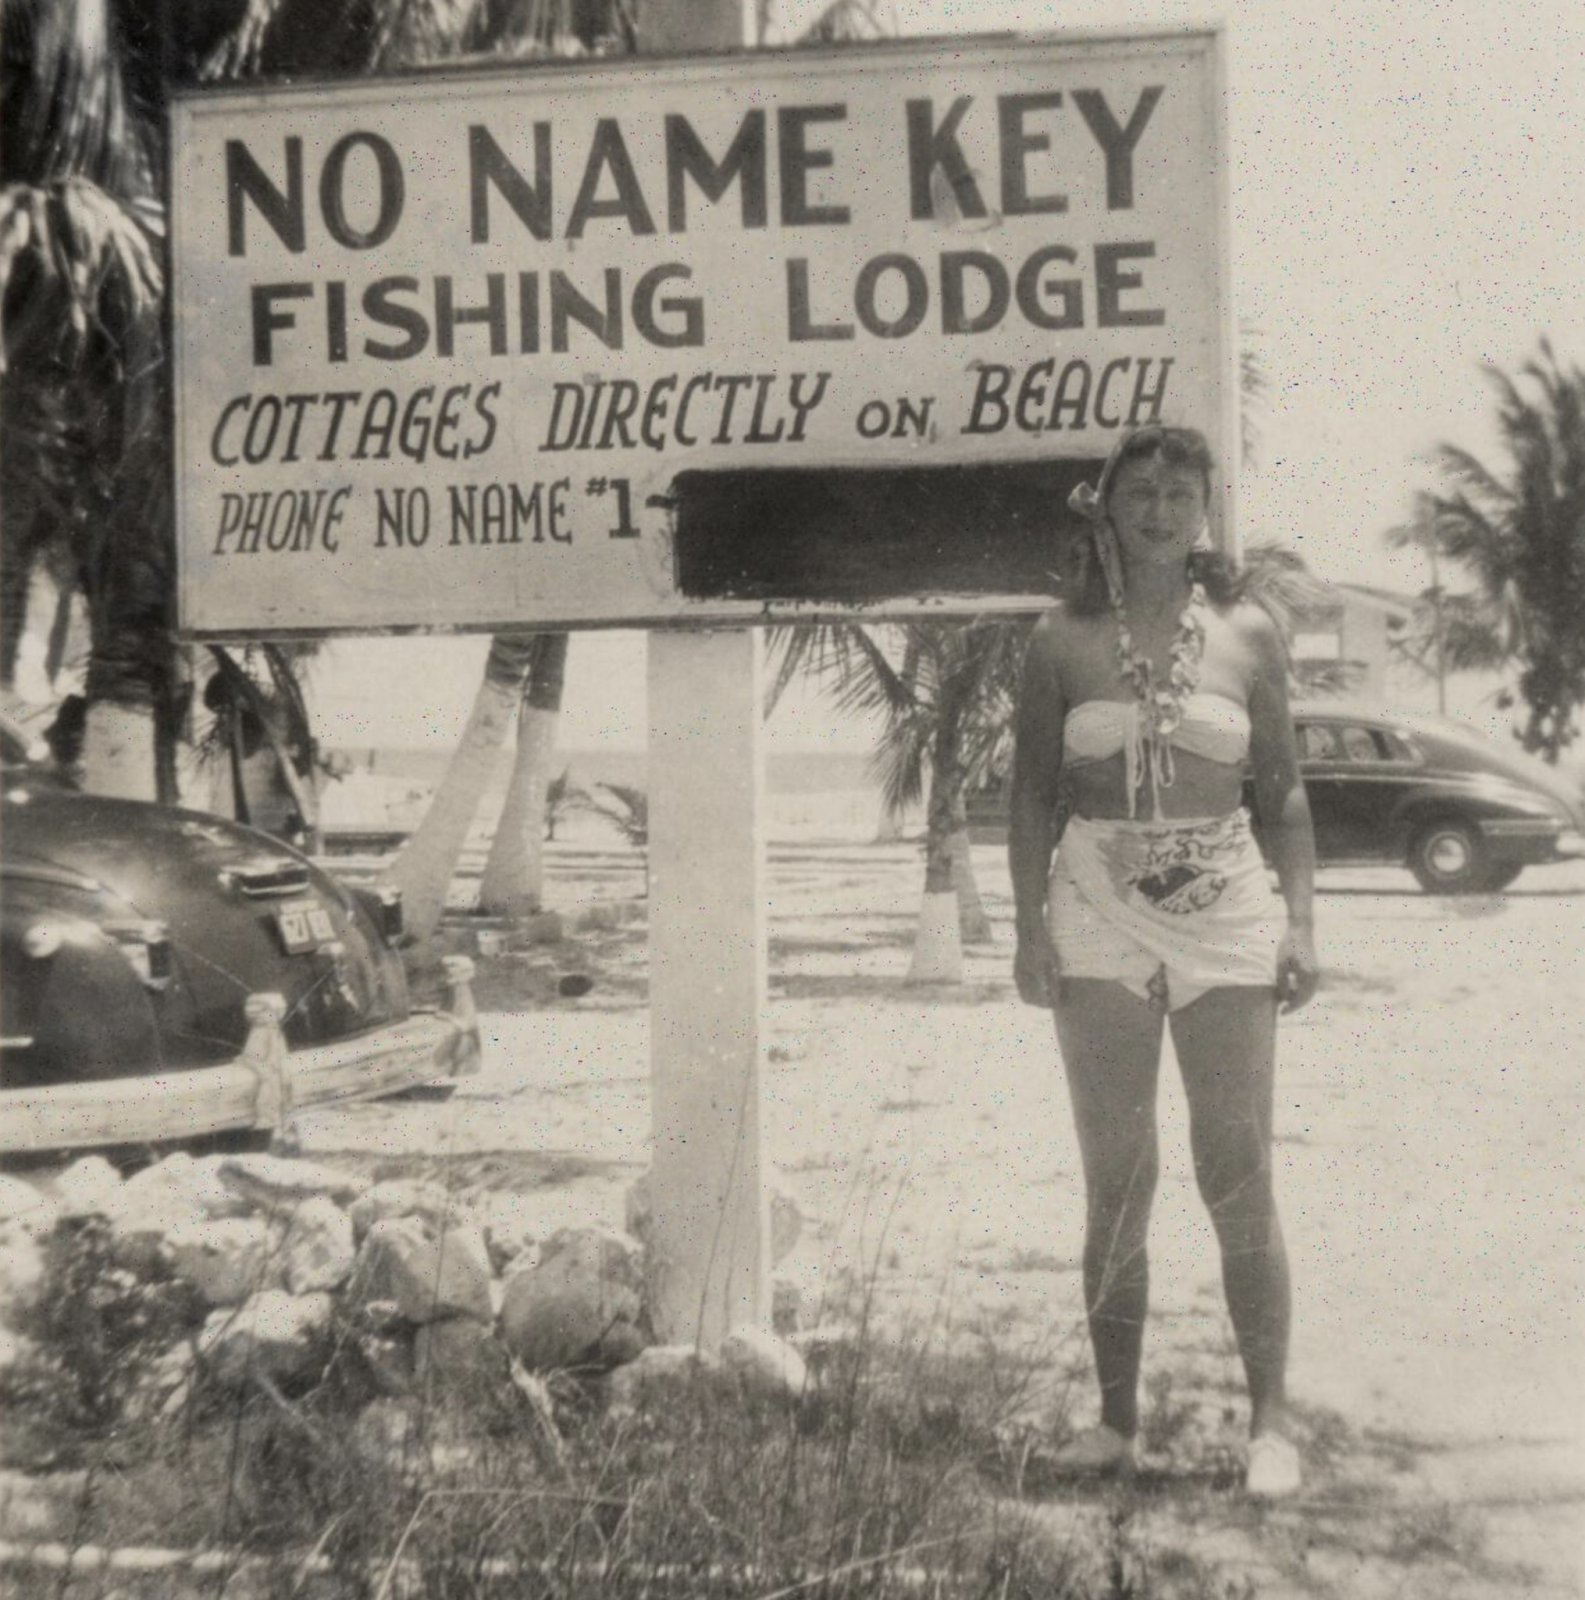 NO NAME KEY
FISHING LODGE
COTTAGES DIRECTLY ON BEACH
PHONE NO NAME #1-